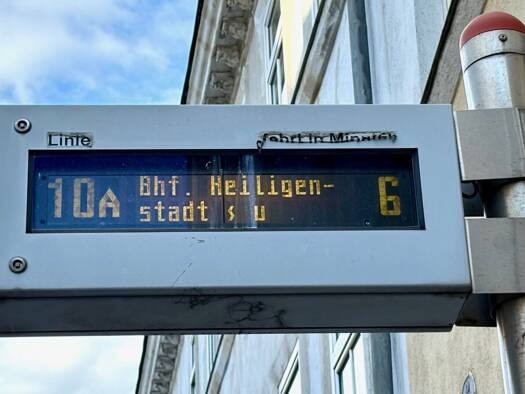 Linie
fährt in Minuten
10A Bhf. Heiligen- 6
stadt s u